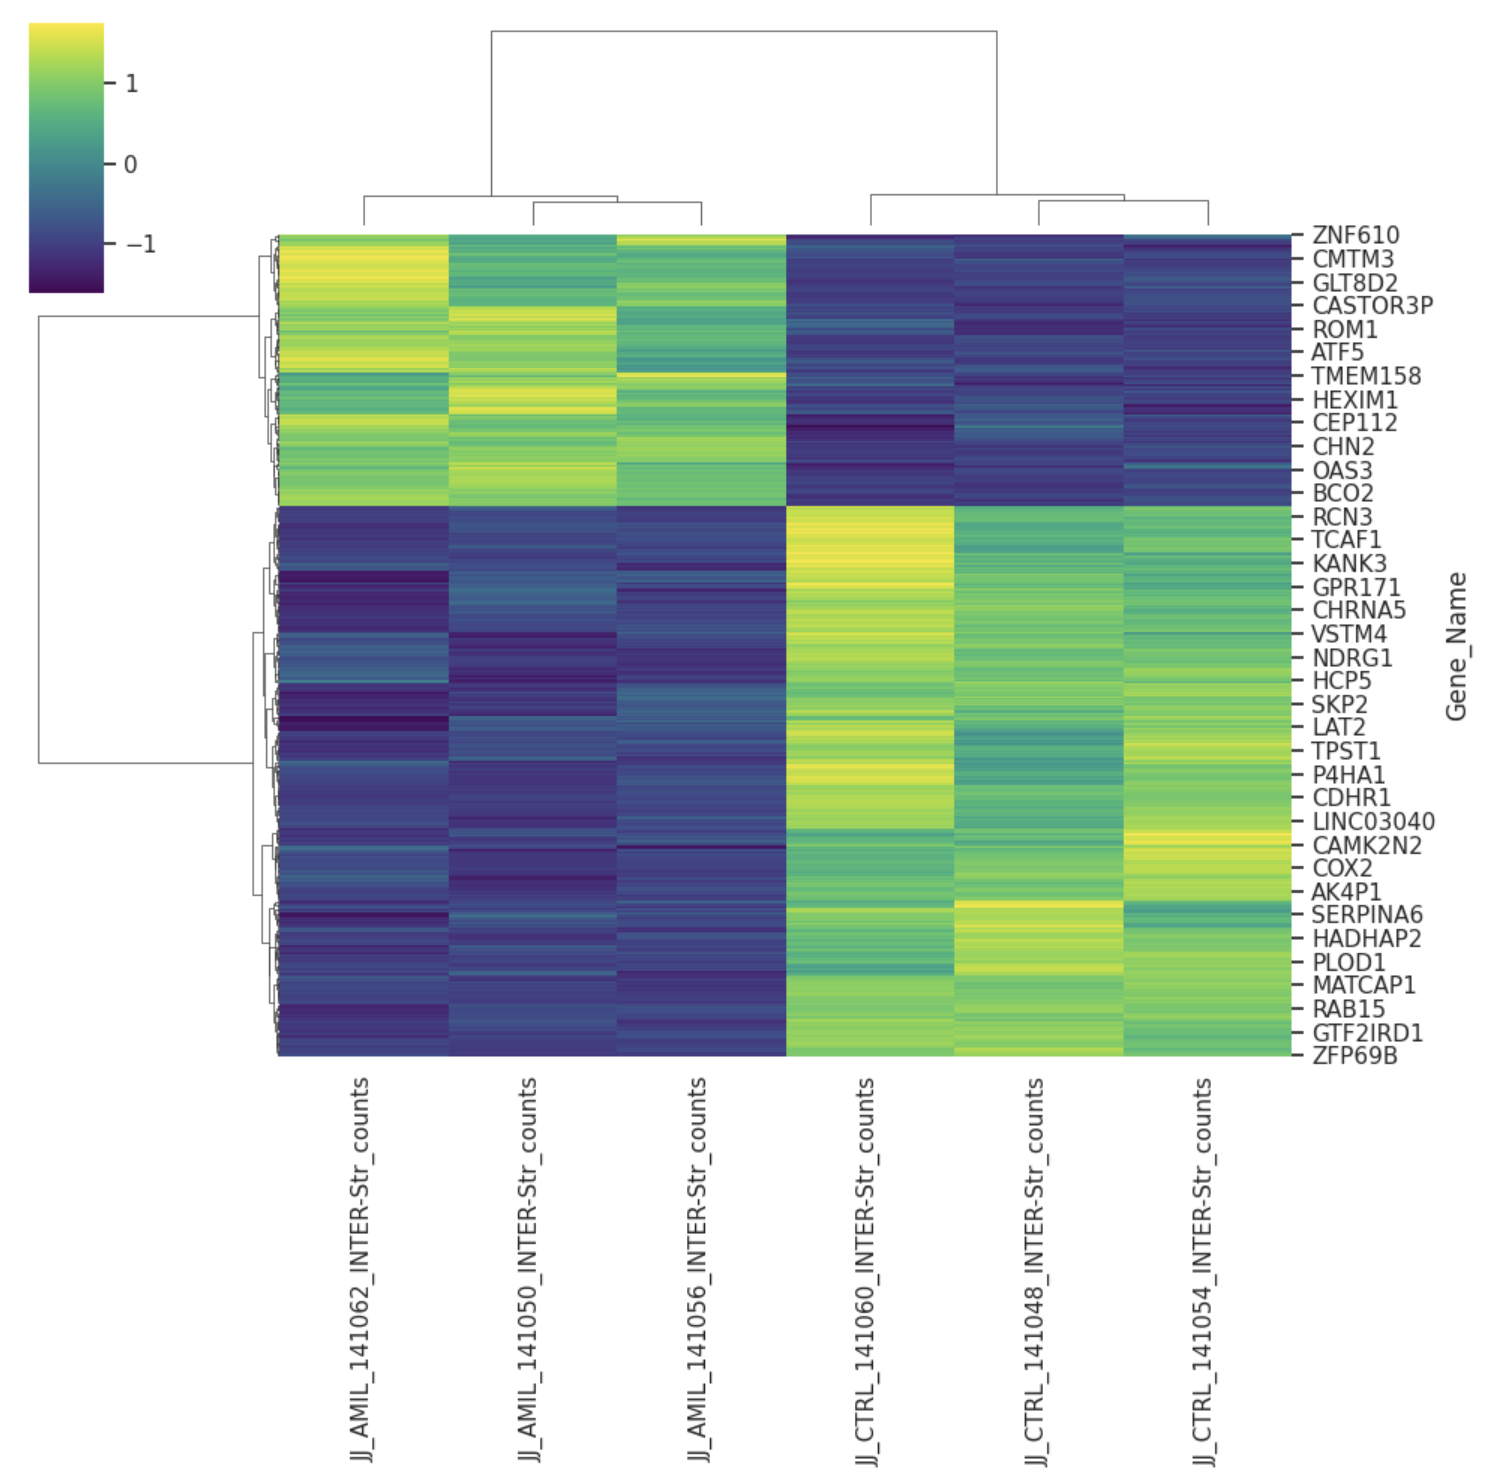 1
0
−1
ZNF610
CMTM3
GLT8D2
CASTOR3P
ROM1
ATF5
TMEM158
HEXIM1
CEP112
CHN2
OAS3
BCO2
RCN3
TCAF1
KANK3
GPR171
CHRNA5
VSTM4
NDRG1
HCP5
SKP2
LAT2
TPST1
P4HA1
CDHR1
LINC03040
CAMK2N2
COX2
AK4P1
SERPINA6
HADHAP2
PLOD1
MATCAP1
RAB15
GTF2IRD1
ZFP69B
Gene_Name
JJ_AMIL_141062_INTER-Str_counts
JJ_AMIL_141050_INTER-Str_counts
JJ_AMIL_141056_INTER-Str_counts
JJ_CTRL_141060_INTER-Str_counts
JJ_CTRL_141048_INTER-Str_counts
JJ_CTRL_141054_INTER-Str_counts